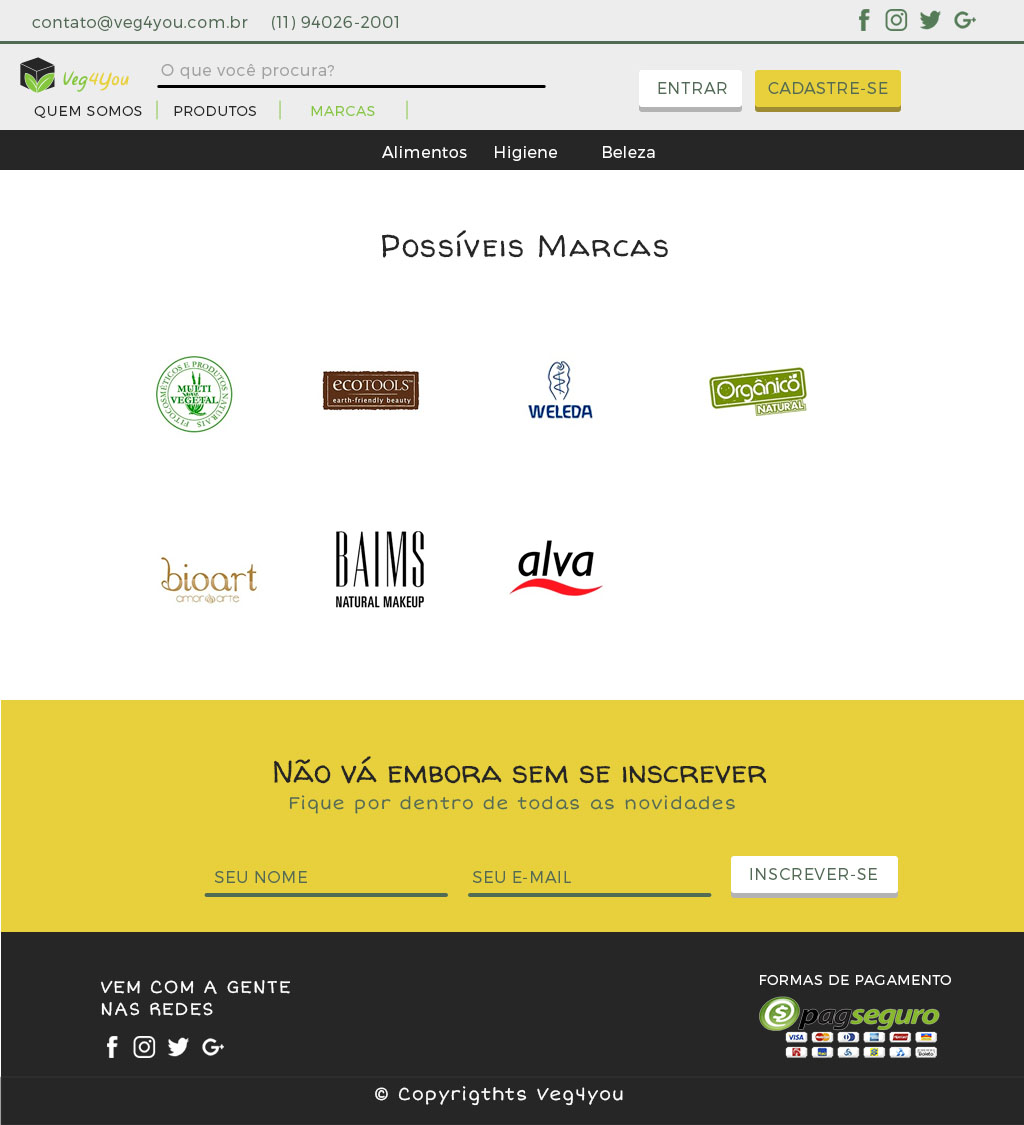 contato@veg4you.com.br (11) 94026-2001
Veg4You
O que você procura?
ENTRAR
CADASTRE-SE
QUEM SOMOS
PRODUTOS
MARCAS
Alimentos Higiene Beleza
Possíveis Marcas
FITOCOSMÉTICOS E PRODUTOS NATURAIS
MULTI
VEGETAL
ECOTOOLS
earth-friendly beauty
WELEDA
Orgânico
NATURAL
bioart
amor arte
BAIMS
NATURAL MAKEUP
alva
Não vá embora sem se inscrever
Fique por dentro de todas as novidades
SEU NOME
SEU E-MAIL
INSCREVER-SE
VEM COM A GENTE
NAS REDES
FORMAS DE PAGAMENTO
pagseguro
VISA
© Copyrigthts Veg4you